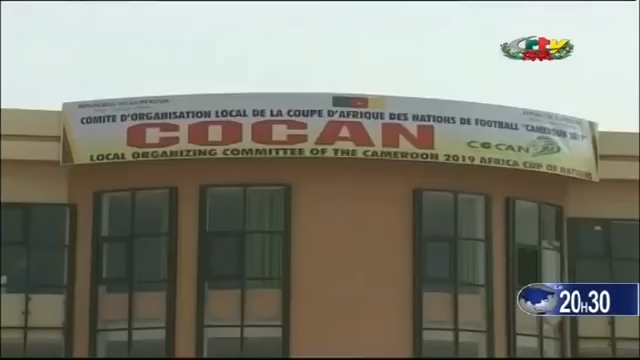 CRTV
COMITE D'ORGANISATION LOCAL DE LA COUPE D'AFRIQUE DES NATIONS DE FOOTBALL "CAMEROUN
COCAN
COCAN
LOCAL ORGANIZING COMMITTEE OF THE CAMEROON 2019 AFRICA CUP OF NATIONS
20H30